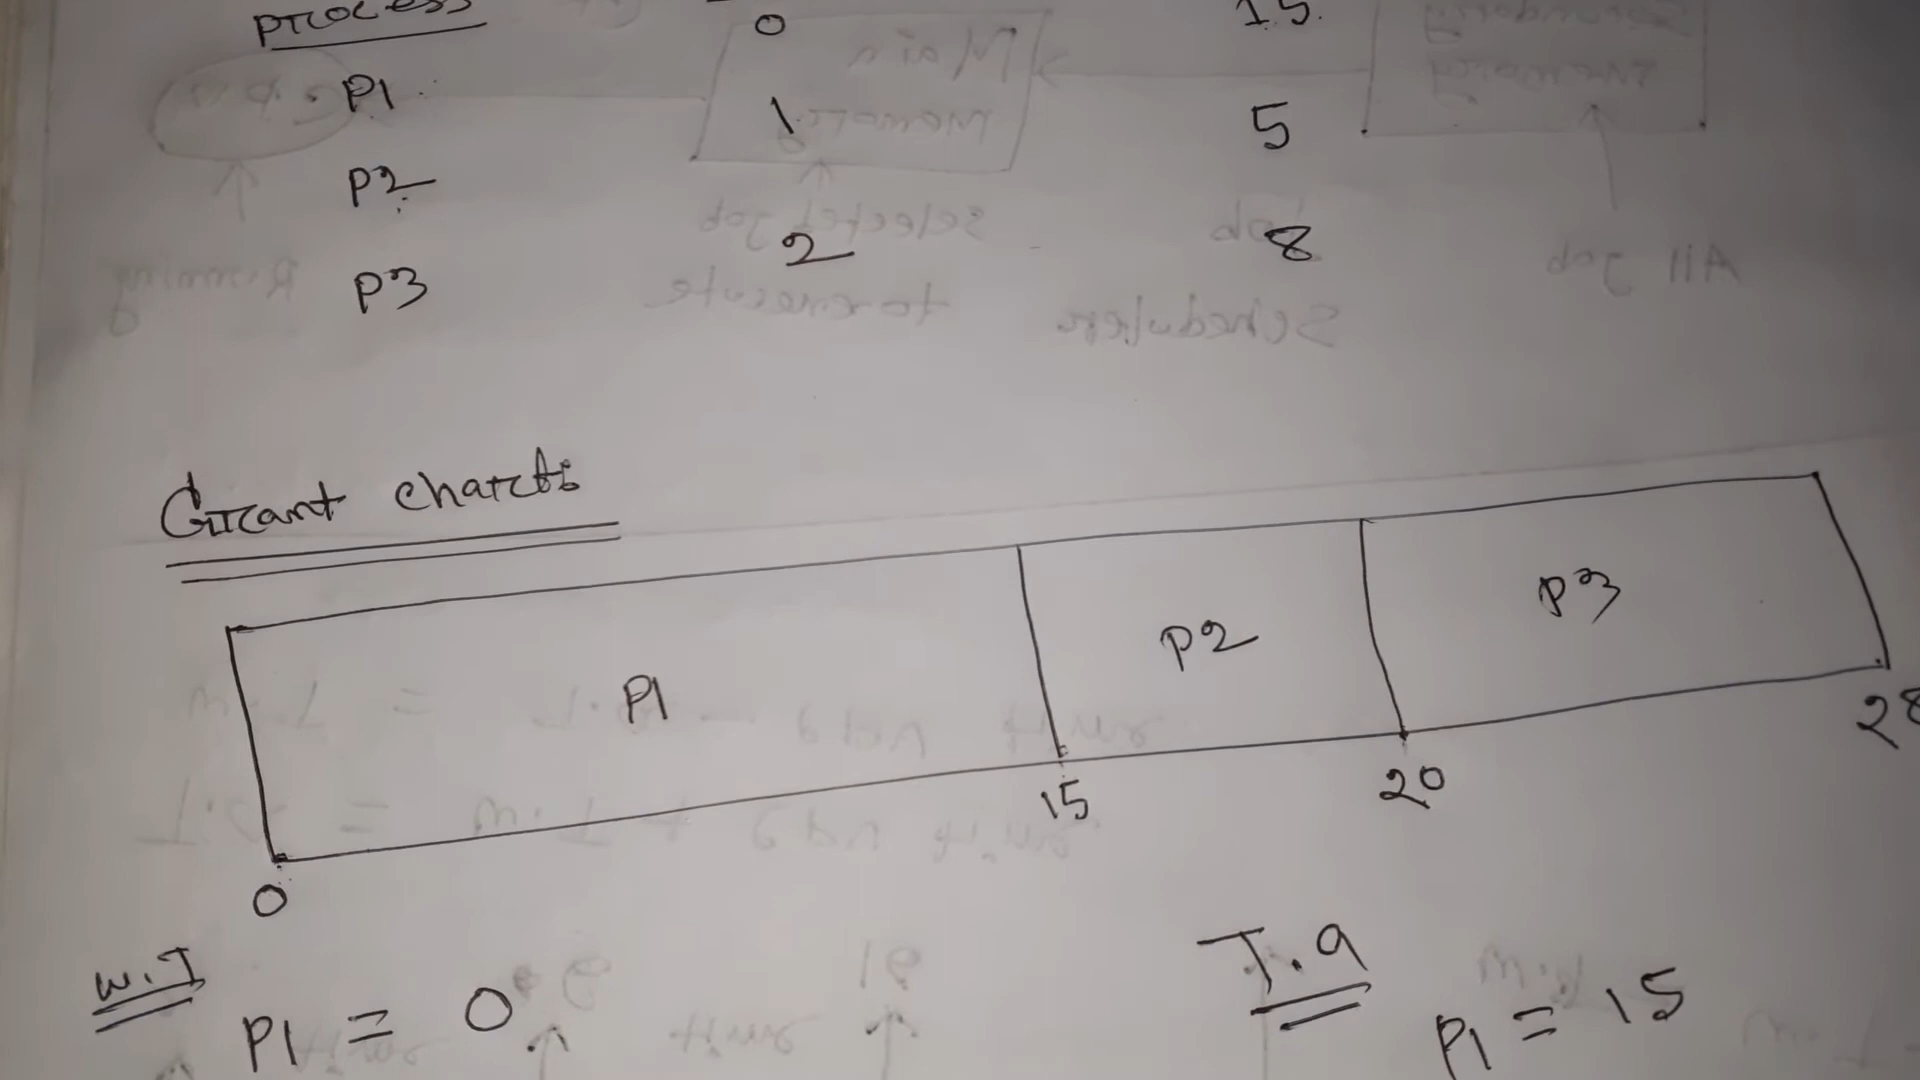 process 0 15.
P1 1 5
P2 2 8
P3
Grant charts
P1 P2 P3
0 15 20 28
W.T T.a
P1 = 0 P1 = 15